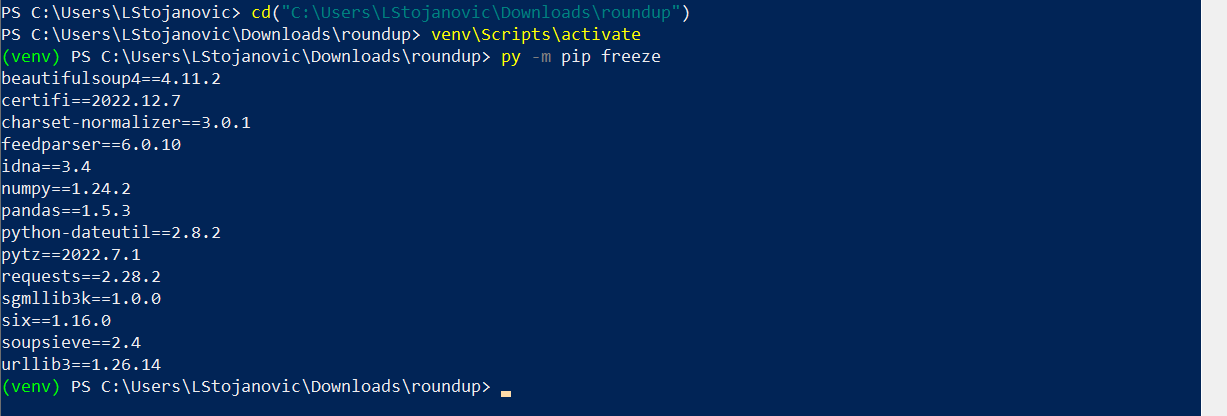 PS C:\Users\LStojanovic> cd("C:\Users\LStojanovic\Downloads\roundup")
PS C:\Users\LStojanovic\Downloads\roundup> venv\Scripts\activate
(venv) PS C:\Users\LStojanovic\Downloads\roundup> py -m pip freeze
beautifulsoup4==4.11.2
certifi==2022.12.7
charset-normalizer==3.0.1
feedparser==6.0.10
idna==3.4
numpy==1.24.2
pandas==1.5.3
python-dateutil==2.8.2
pytz==2022.7.1
requests==2.28.2
sgmllib3k==1.0.0
six==1.16.0
soupsieve==2.4
urllib3==1.26.14
(venv) PS C:\Users\LStojanovic\Downloads\roundup>